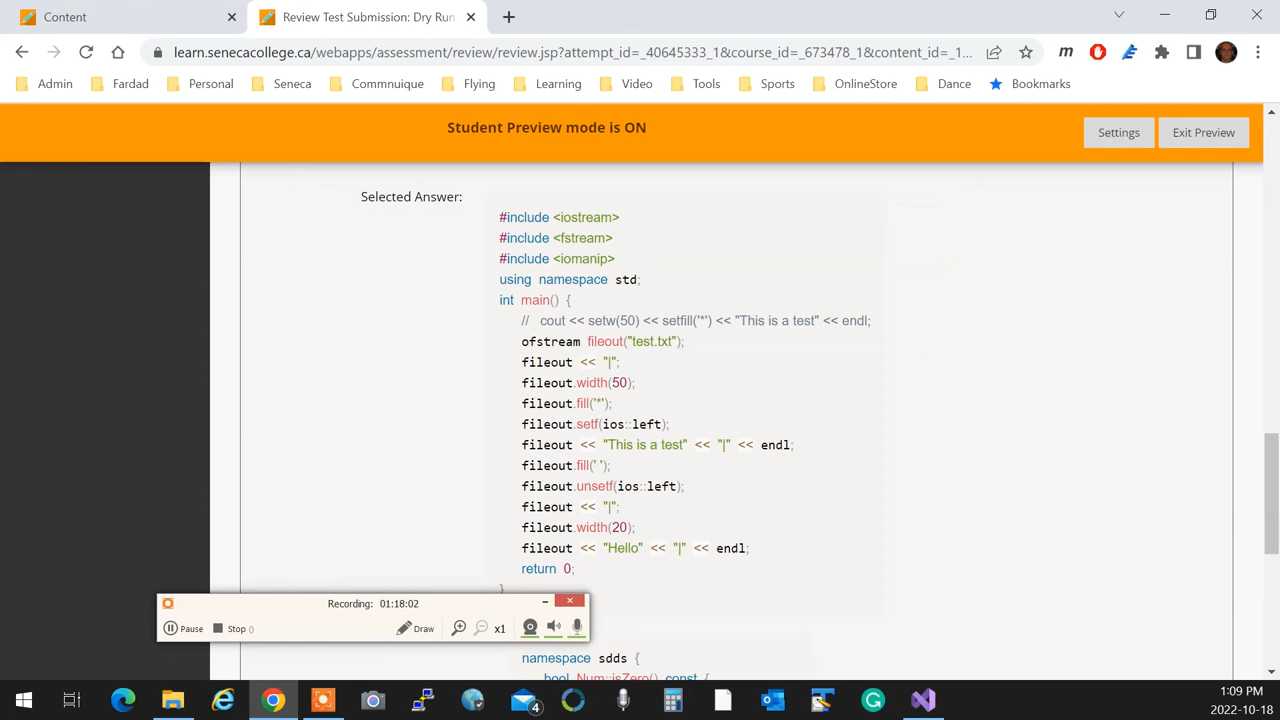 Content
Review Test Submission: Dry Run
learn.senecacollege.ca/webapps/assessment/review/review.jsp?attempt_id=_40645333_1&course_id=_673478_1&content_id=_1...
m
Admin Fardad Personal Seneca Commnuique Flying Learning Video Tools Sports OnlineStore Dance Bookmarks
Student Preview mode is ON
Settings
Exit Preview
Selected Answer:
#include <iostream>
#include <fstream>
#include <iomanip>
using namespace std;
int main() {
// cout << setw(50) << setfill('*') << "This is a test" << endl;
ofstream fileout("test.txt");
fileout << "|";
fileout.width(50);
fileout.fill('*');
fileout.setf(ios::left);
fileout << "This is a test" << "|" << endl;
fileout.fill(' ');
fileout.unsetf(ios::left);
fileout << "|";
fileout.width(20);
fileout << "Hello" << "|" << endl;
return 0;
}
Recording: 01:18:02
Pause Stop () Draw x1
namespace sdds {
bool Num::isZero() const {
4
1:09 PM
2022-10-18